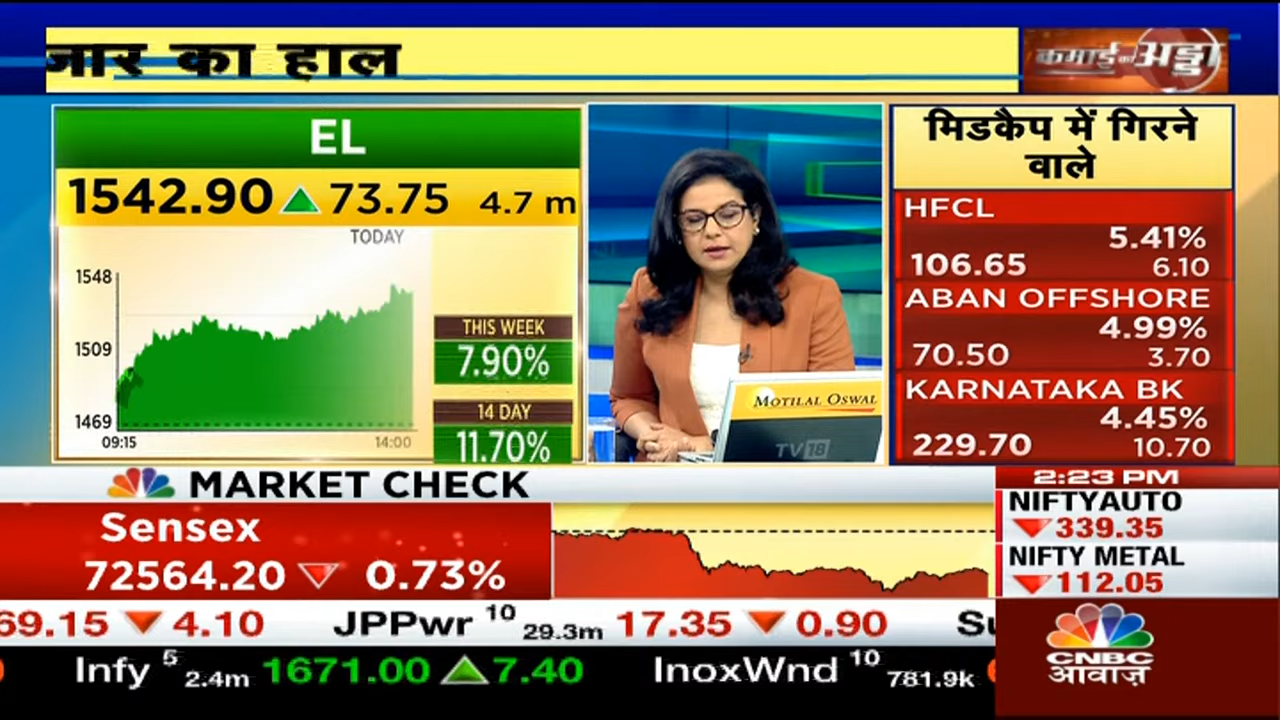 जार का हाल
कमाई का अड्डा
EL
1542.90 73.75 4.7 m
TODAY
1548
1509
1469
09:15 14:00
THIS WEEK
7.90%
14 DAY
11.70%
MOTILAL OSWAL
TV18
मिडकैप में गिरने
वाले
HFCL
5.41%
106.65 6.10
ABAN OFFSHORE
4.99%
70.50 3.70
KARNATAKA BK
4.45%
229.70 10.70
MARKET CHECK
Sensex
72564.20 0.73%
2:23 PM
NIFTYAUTO
339.35
NIFTY METAL
112.05
69.15 4.10 JPPwr 10 29.3m 17.35 0.90 Su
Infy 5 2.4m 1671.00 7.40 InoxWnd 10 781.9k
CNBC
आवाज़